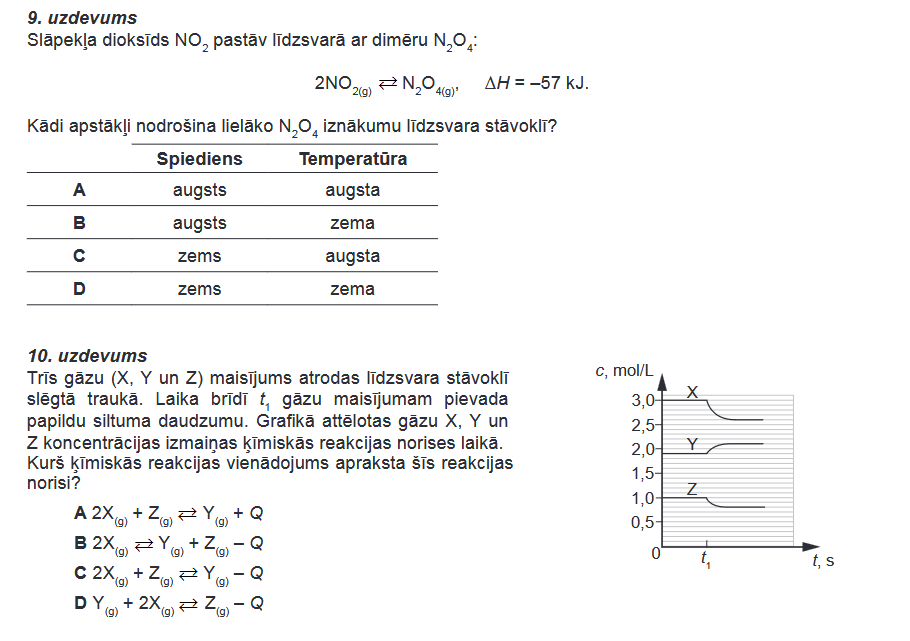 9. uzdevums
Slāpekļa dioksīds NO₂ pastāv līdzsvarā ar dimēru N₂O₄:
2NO₂(g) ⇄ N₂O₄(g), ΔH = –57 kJ.
Kādi apstākļi nodrošina lielāko N₂O₄ iznākumu līdzsvara stāvoklī?
Spiediens Temperatūra
A augsts augsta
B augsts zema
C zems augsta
D zems zema
10. uzdevums
Trīs gāzu (X, Y un Z) maisījums atrodas līdzsvara stāvoklī
slēgtā traukā. Laika brīdī t₁ gāzu maisījumam pievada
papildu siltuma daudzumu. Grafikā attēlotas gāzu X, Y un
Z koncentrācijas izmaiņas ķīmiskās reakcijas norises laikā.
Kurš ķīmiskās reakcijas vienādojums apraksta šīs reakcijas
norisi?
A 2X(g) + Z(g) ⇄ Y(g) + Q
B 2X(g) ⇄ Y(g) + Z(g) – Q
C 2X(g) + Z(g) ⇄ Y(g) – Q
D Y(g) + 2X(g) ⇄ Z(g) – Q
c, mol/L
X
3,0
2,5
Y
2,0
1,5
Z
1,0
0,5
0
t₁
t, s